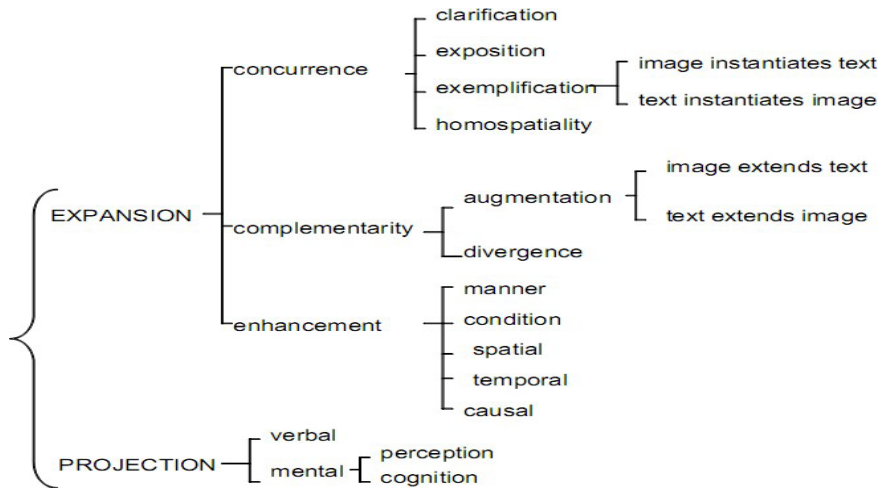 clarification
concurrence
exposition
exemplification
image instantiates text
text instantiates image
homospatiality
EXPANSION
complementarity
augmentation
image extends text
text extends image
divergence
enhancement
manner
condition
spatial
temporal
causal
PROJECTION
verbal
mental
perception
cognition